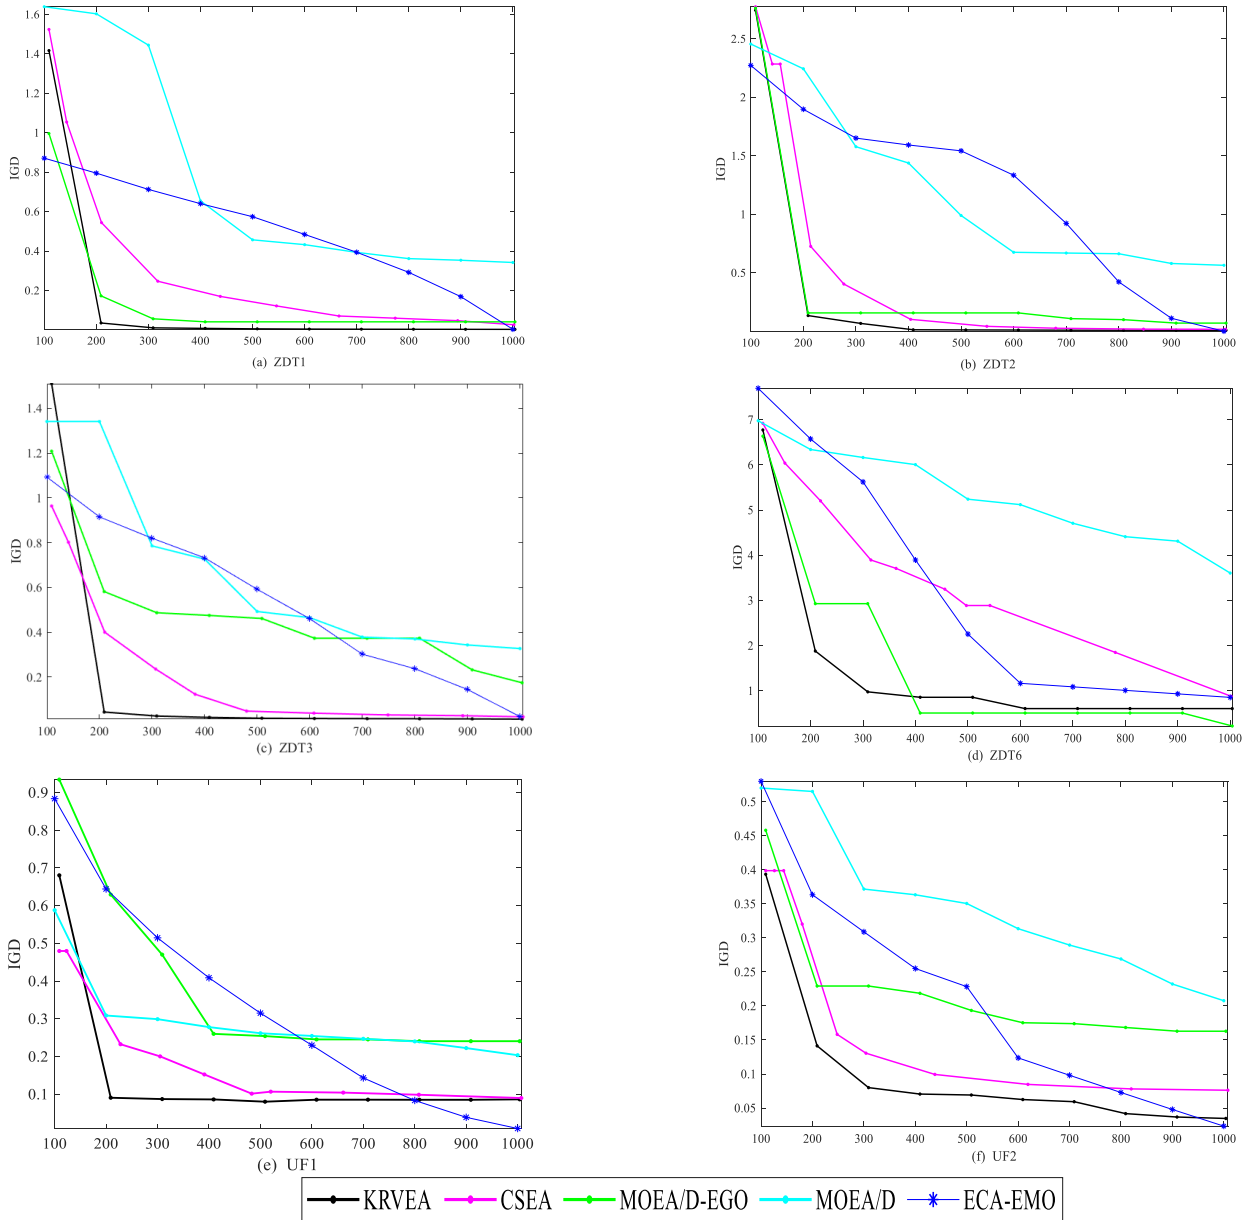 1.6
1.4
1.2
1
0.8
0.6
0.4
0.2
IGD
100 200 300 400 500 600 700 800 900 1000
(a) ZDT1
2.5
2
1.5
1
0.5
IGD
100 200 300 400 500 600 700 800 900 1000
(b) ZDT2
1.4
1.2
1
0.8
0.6
0.4
0.2
IGD
100 200 300 400 500 600 700 800 900 1000
(c) ZDT3
7
6
5
4
3
2
1
IGD
100 200 300 400 500 600 700 800 900 1000
(d) ZDT6
0.9
0.8
0.7
0.6
0.5
0.4
0.3
0.2
0.1
IGD
100 200 300 400 500 600 700 800 900 1000
(e) UF1
0.5
0.45
0.4
0.35
0.3
0.25
0.2
0.15
0.1
0.05
IGD
100 200 300 400 500 600 700 800 900 1000
(f) UF2
KRVEA CSEA MOEA/D-EGO MOEA/D ECA-EMO